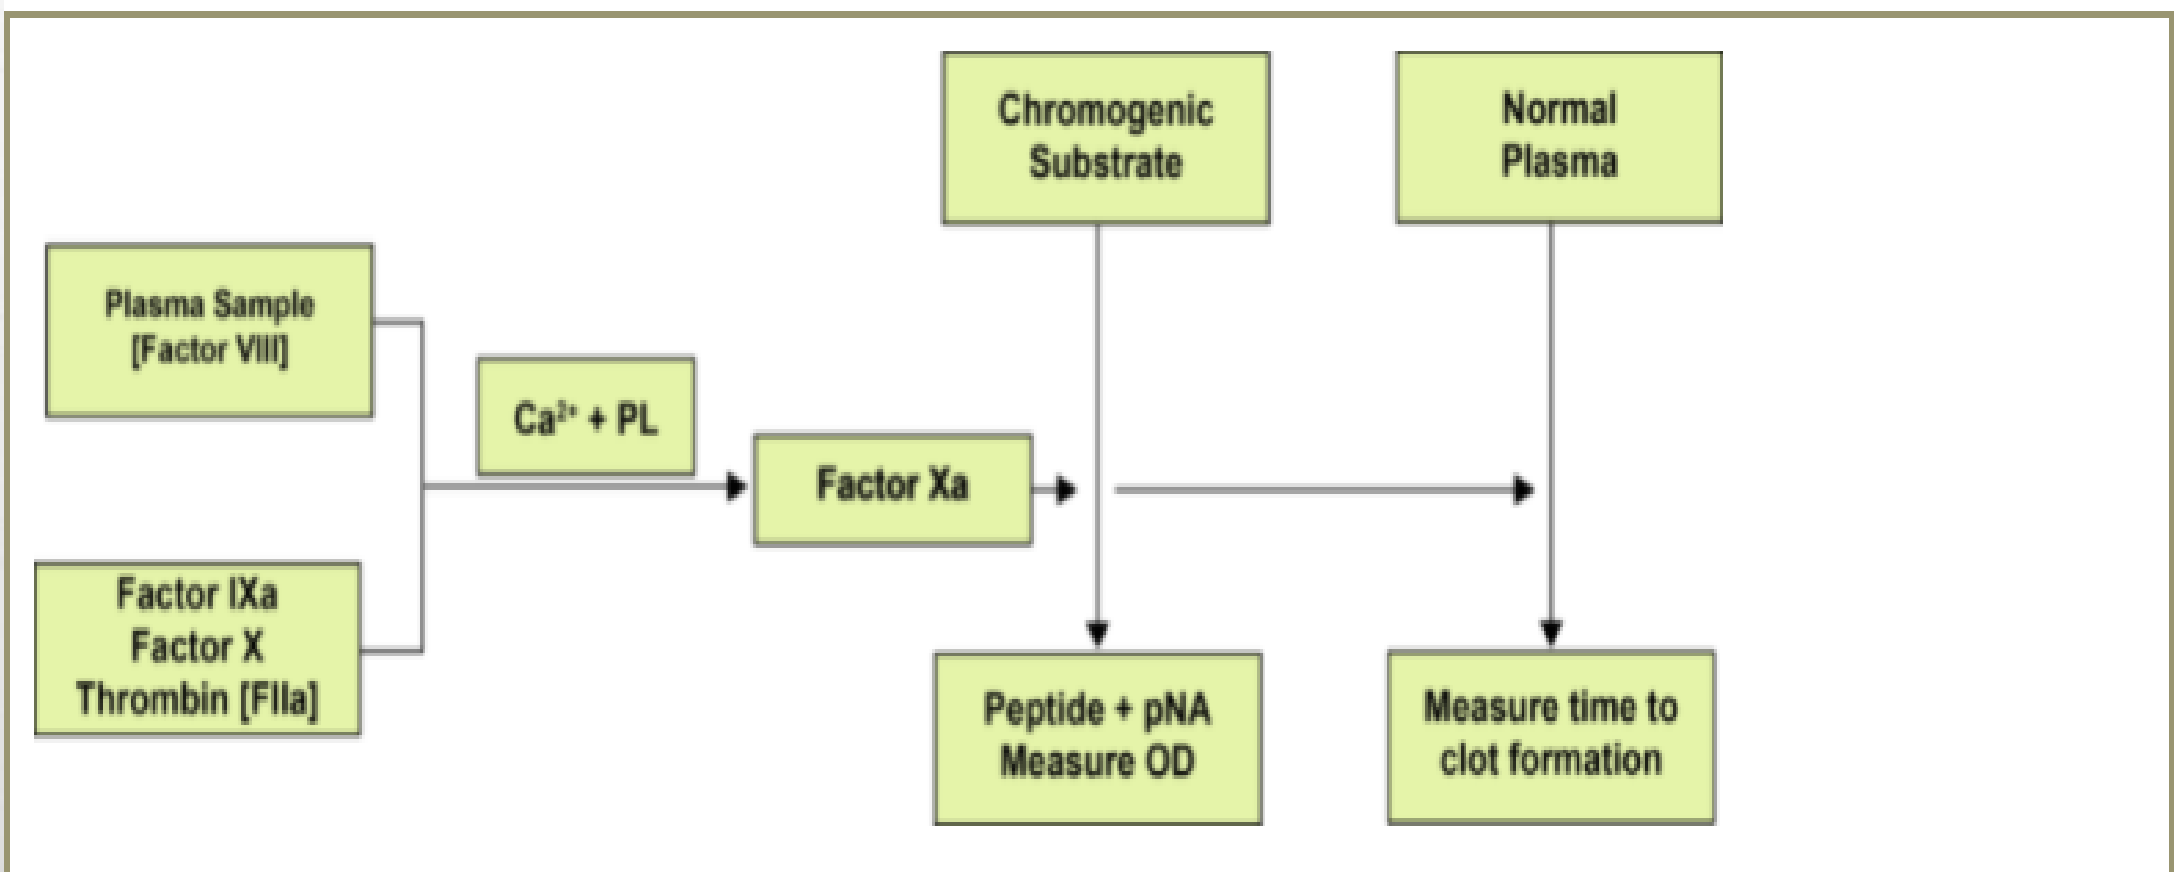 Chromogenic
Substrate
Normal
Plasma
Plasma Sample
[Factor VIII]
Ca²⁺ + PL
Factor Xa
Factor IXa
Factor X
Thrombin [FIIa]
Peptide + pNA
Measure OD
Measure time to
clot formation